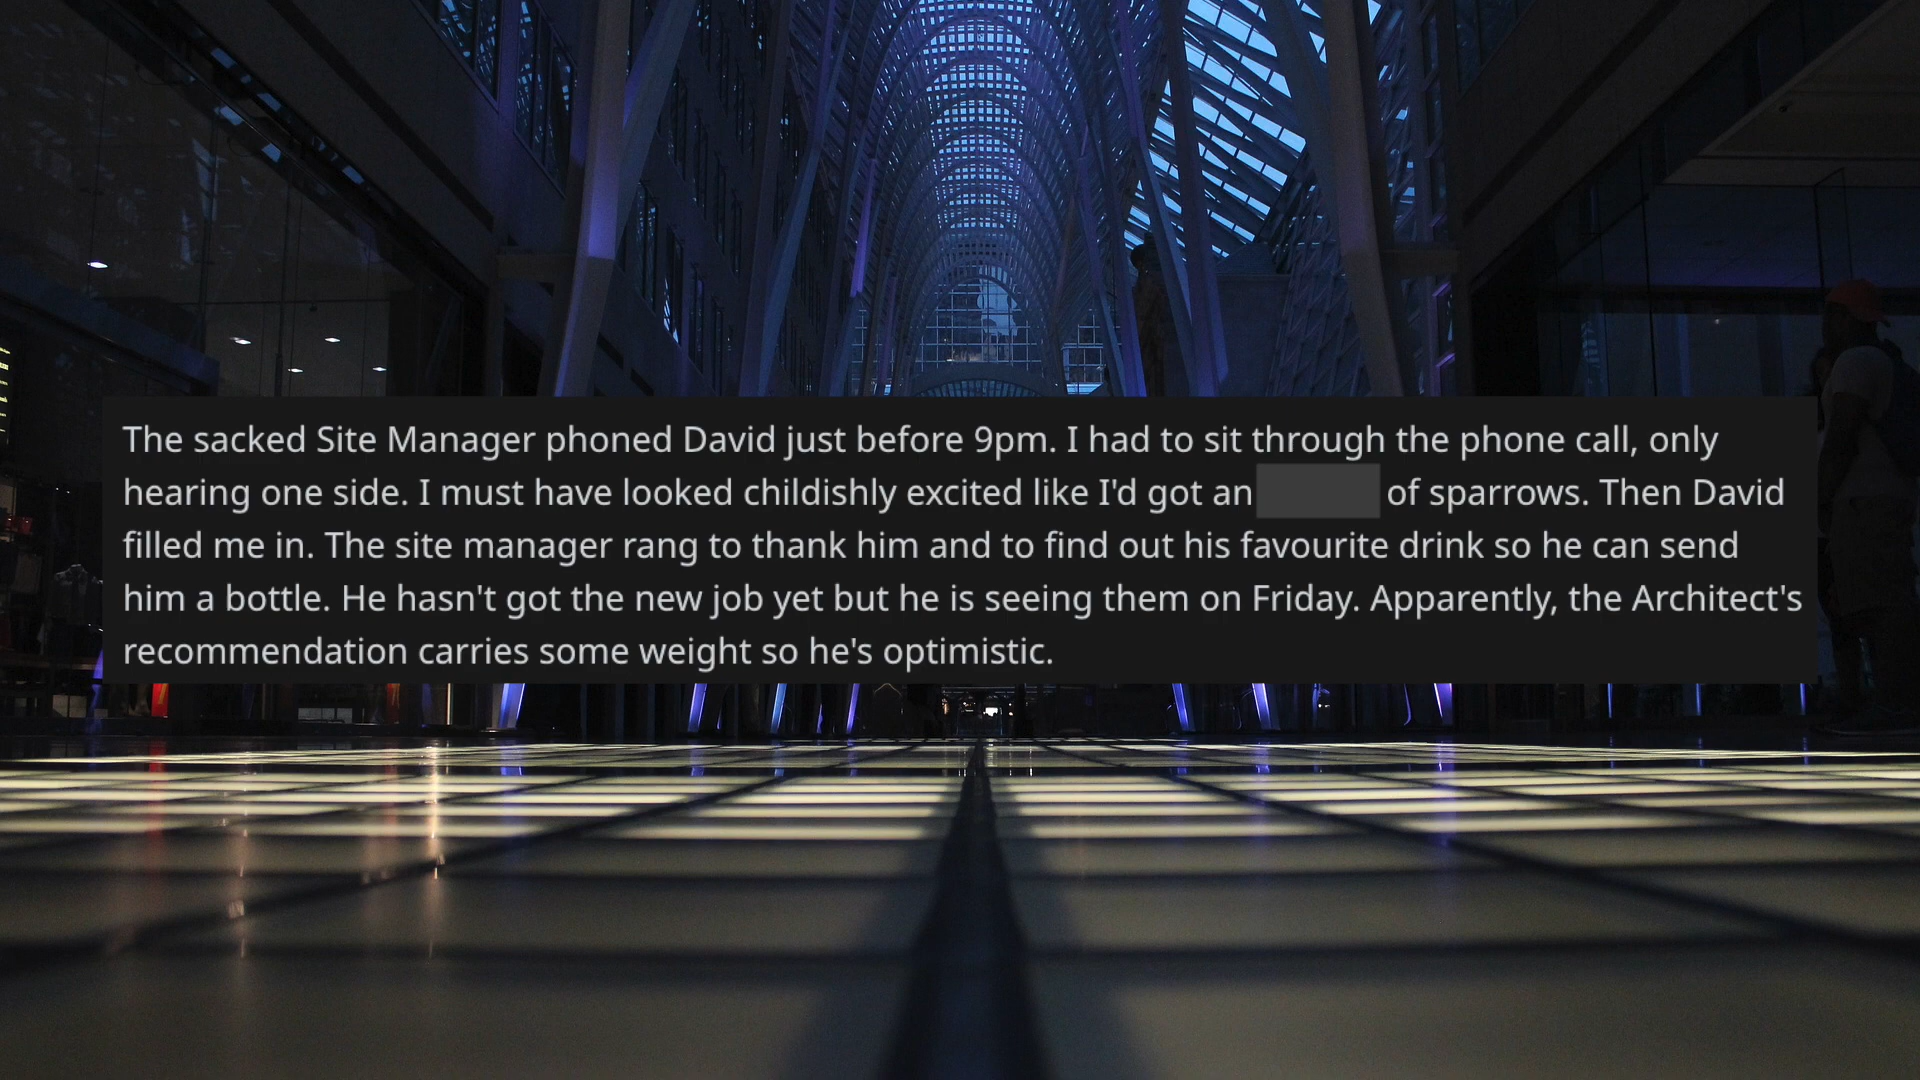 The sacked Site Manager phoned David just before 9pm. I had to sit through the phone call, only
hearing one side. I must have looked childishly excited like I'd got an of sparrows. Then David
filled me in. The site manager rang to thank him and to find out his favourite drink so he can send
him a bottle. He hasn't got the new job yet but he is seeing them on Friday. Apparently, the Architect's
recommendation carries some weight so he's optimistic.